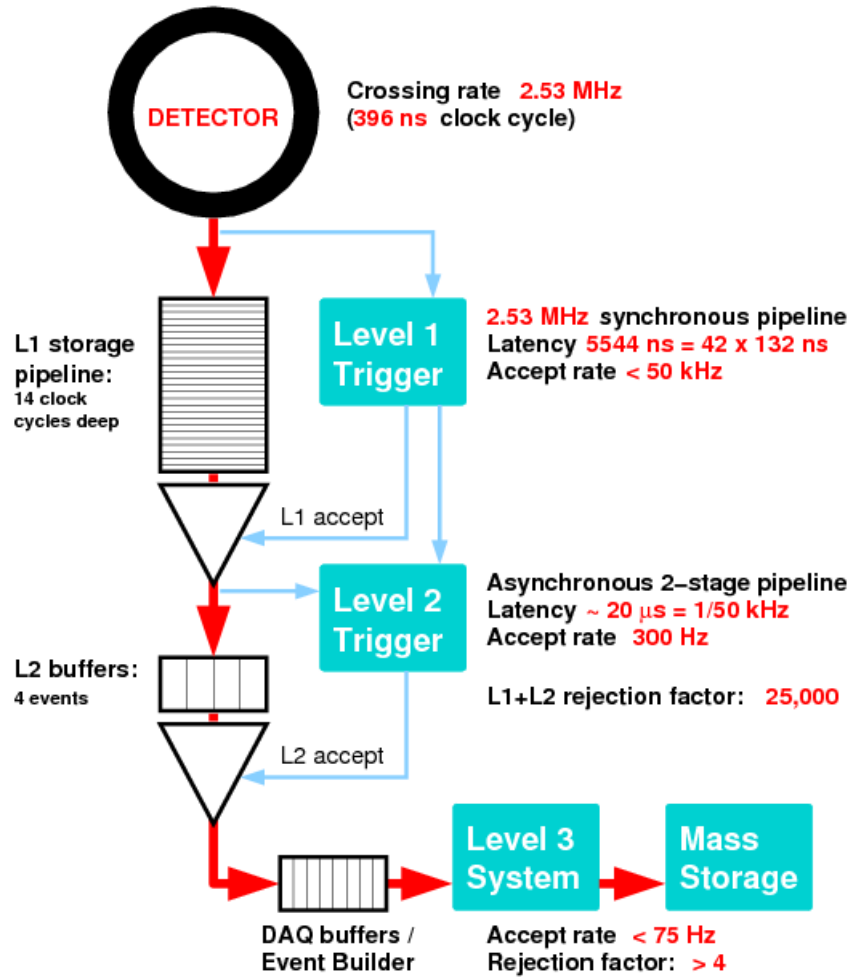 DETECTOR
Crossing rate 2.53 MHz
(396 ns clock cycle)
L1 storage
pipeline:
14 clock
cycles deep
Level 1
Trigger
2.53 MHz synchronous pipeline
Latency 5544 ns = 42 x 132 ns
Accept rate < 50 kHz
L1 accept
Level 2
Trigger
Asynchronous 2−stage pipeline
Latency ~ 20 μs = 1/50 kHz
Accept rate 300 Hz
L2 buffers:
4 events
L1+L2 rejection factor: 25,000
L2 accept
Level 3
System
Mass
Storage
DAQ buffers /
Event Builder
Accept rate < 75 Hz
Rejection factor: > 4